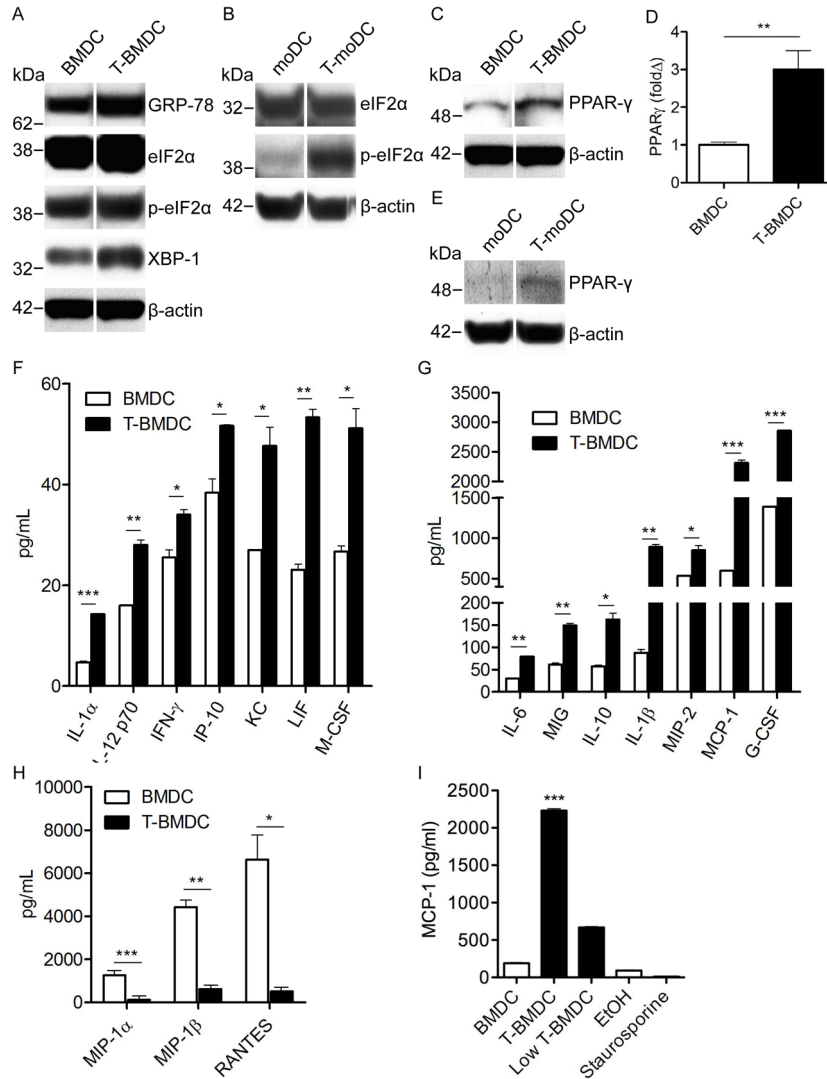 A
BMDC
T-BMDC
kDa
GRP-78
62
38
eIF2α
38
p-eIF2α
32
XBP-1
42
β-actin
B
moDC
T-moDC
kDa
32
eIF2α
38
p-eIF2α
42
β-actin
C
BMDC
T-BMDC
kDa
48
PPAR-γ
42
β-actin
D
PPARγ (foldΔ)
4
3
2
1
0
**
BMDC
T-BMDC
E
moDC
T-moDC
kDa
48
PPAR-γ
42
β-actin
F
60
40
20
0
pg/mL
BMDC
T-BMDC
***
**
*
*
*
**
*
IL-1α
L-12 p70
IFN-γ
IP-10
KC
LIF
M-CSF
G
3500
3000
2500
2000
1500
1000
500
200
150
100
50
0
pg/mL
BMDC
T-BMDC
**
**
*
**
*
***
***
IL-6
MIG
IL-10
IL-1β
MIP-2
MCP-1
G-CSF
H
10000
8000
6000
4000
2000
0
pg/mL
BMDC
T-BMDC
***
**
*
MIP-1α
MIP-1β
RANTES
I
2500
2000
1500
1000
500
0
MCP-1 (pg/ml)
***
BMDC
T-BMDC
Low T-BMDC
EtOH
Staurosporine